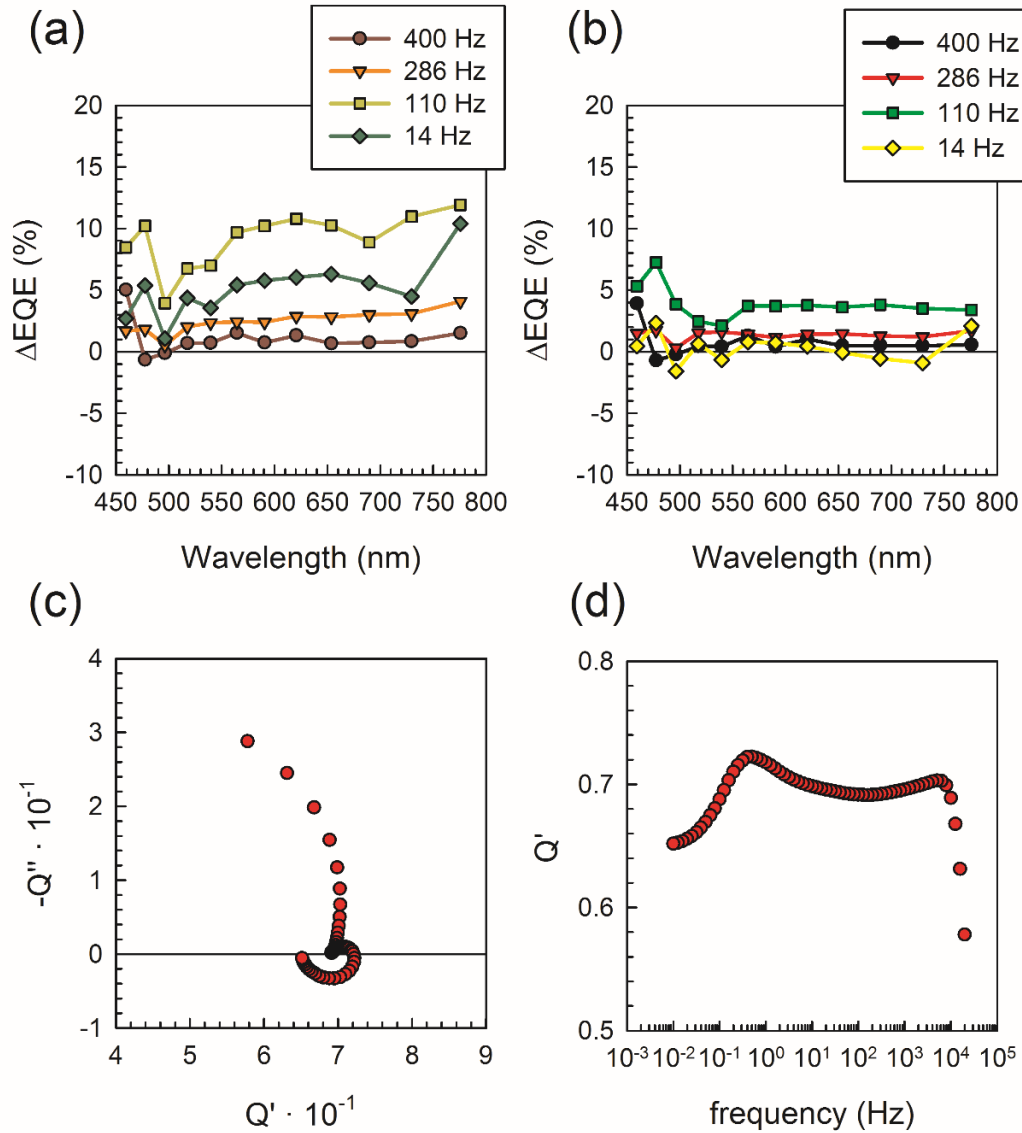 (a)
400 Hz
286 Hz
110 Hz
14 Hz
ΔEQE (%)
20
15
10
5
0
-5
-10
450 500 550 600 650 700 750 800
Wavelength (nm)
(b)
400 Hz
286 Hz
110 Hz
14 Hz
ΔEQE (%)
20
15
10
5
0
-5
-10
450 500 550 600 650 700 750 800
Wavelength (nm)
(c)
-Q'' · 10⁻¹
4
3
2
1
0
-1
4 5 6 7 8 9
Q' · 10⁻¹
(d)
Q'
0.8
0.7
0.6
0.5
10⁻³ 10⁻² 10⁻¹ 10⁰ 10¹ 10² 10³ 10⁴ 10⁵
frequency (Hz)